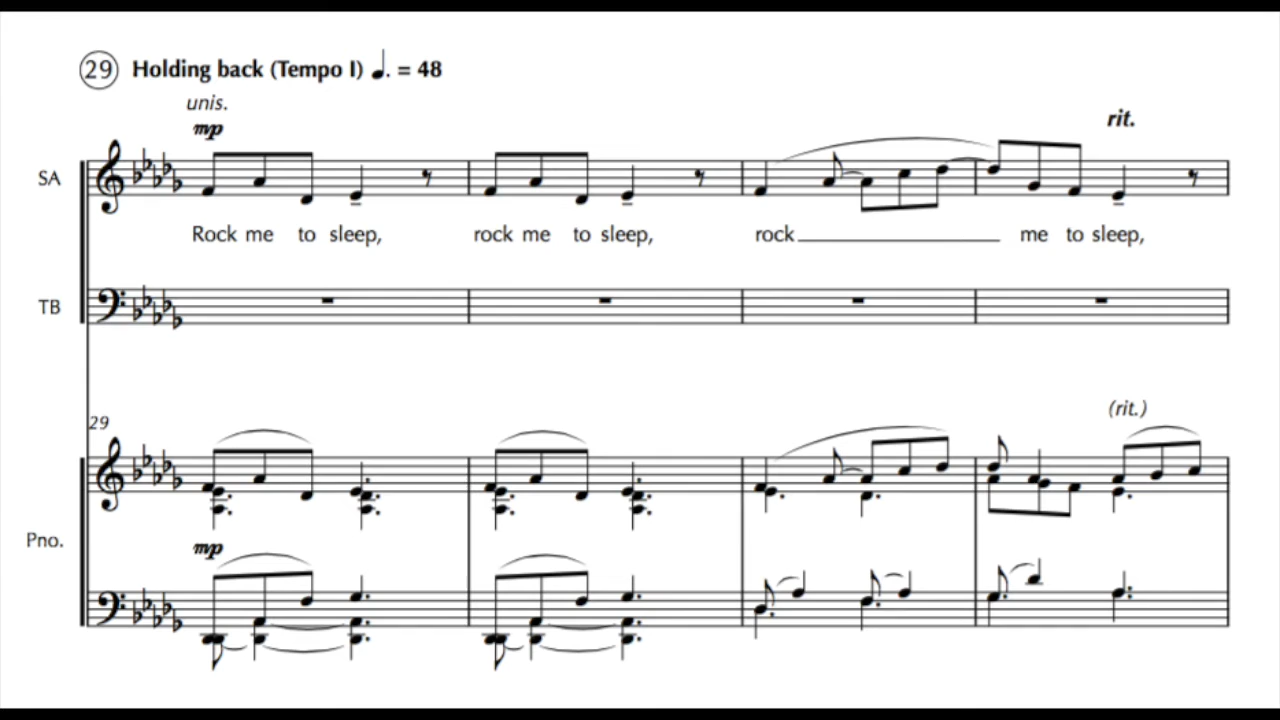 29 Holding back (Tempo I) ♩. = 48
unis.
mp
rit.
SA
Rock me to sleep, rock me to sleep, rock me to sleep,
TB
29
(rit.)
Pno.
mp